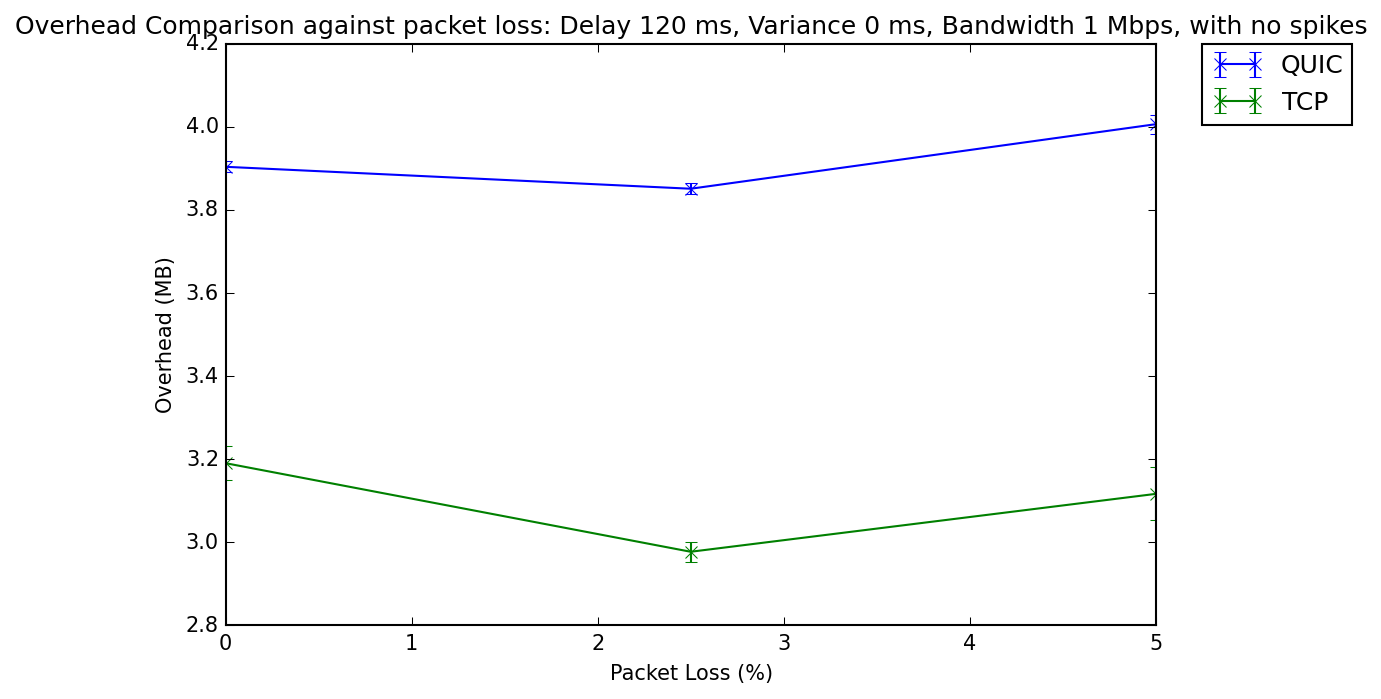 Overhead Comparison against packet loss: Delay 120 ms, Variance 0 ms, Bandwidth 1 Mbps, with no spikes
QUIC
TCP
4.2
4.0
3.8
3.6
3.4
3.2
3.0
2.8
Overhead (MB)
0 1 2 3 4 5
Packet Loss (%)